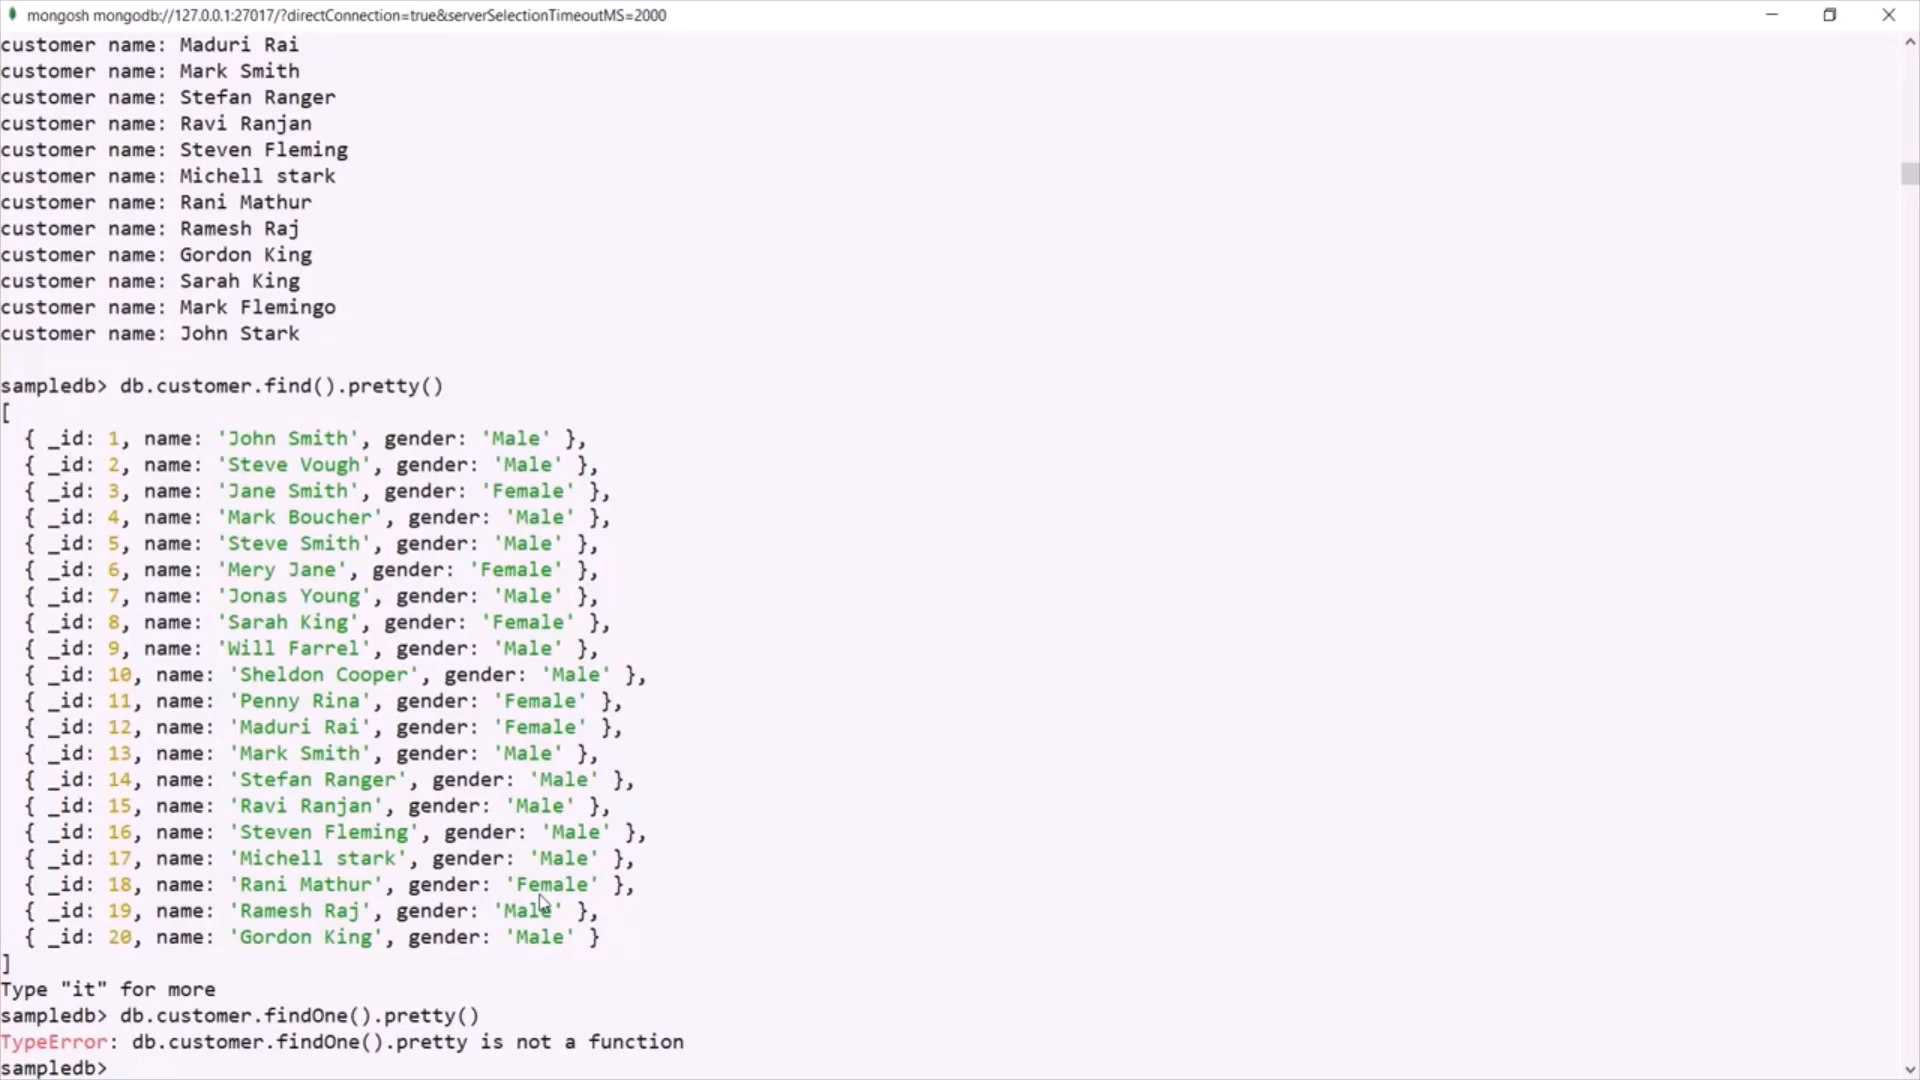 mongosh mongodb://127.0.0.1:27017/?directConnection=true&serverSelectionTimeoutMS=2000
customer name: Maduri Rai
customer name: Mark Smith
customer name: Stefan Ranger
customer name: Ravi Ranjan
customer name: Steven Fleming
customer name: Michell stark
customer name: Rani Mathur
customer name: Ramesh Raj
customer name: Gordon King
customer name: Sarah King
customer name: Mark Flemingo
customer name: John Stark
sampledb> db.customer.find().pretty()
[
  { _id: 1, name: 'John Smith', gender: 'Male' },
  { _id: 2, name: 'Steve Vough', gender: 'Male' },
  { _id: 3, name: 'Jane Smith', gender: 'Female' },
  { _id: 4, name: 'Mark Boucher', gender: 'Male' },
  { _id: 5, name: 'Steve Smith', gender: 'Male' },
  { _id: 6, name: 'Mery Jane', gender: 'Female' },
  { _id: 7, name: 'Jonas Young', gender: 'Male' },
  { _id: 8, name: 'Sarah King', gender: 'Female' },
  { _id: 9, name: 'Will Farrel', gender: 'Male' },
  { _id: 10, name: 'Sheldon Cooper', gender: 'Male' },
  { _id: 11, name: 'Penny Rina', gender: 'Female' },
  { _id: 12, name: 'Maduri Rai', gender: 'Female' },
  { _id: 13, name: 'Mark Smith', gender: 'Male' },
  { _id: 14, name: 'Stefan Ranger', gender: 'Male' },
  { _id: 15, name: 'Ravi Ranjan', gender: 'Male' },
  { _id: 16, name: 'Steven Fleming', gender: 'Male' },
  { _id: 17, name: 'Michell stark', gender: 'Male' },
  { _id: 18, name: 'Rani Mathur', gender: 'Female' },
  { _id: 19, name: 'Ramesh Raj', gender: 'Male' },
  { _id: 20, name: 'Gordon King', gender: 'Male' }
]
Type "it" for more
sampledb> db.customer.findOne().pretty()
TypeError: db.customer.findOne().pretty is not a function
sampledb>